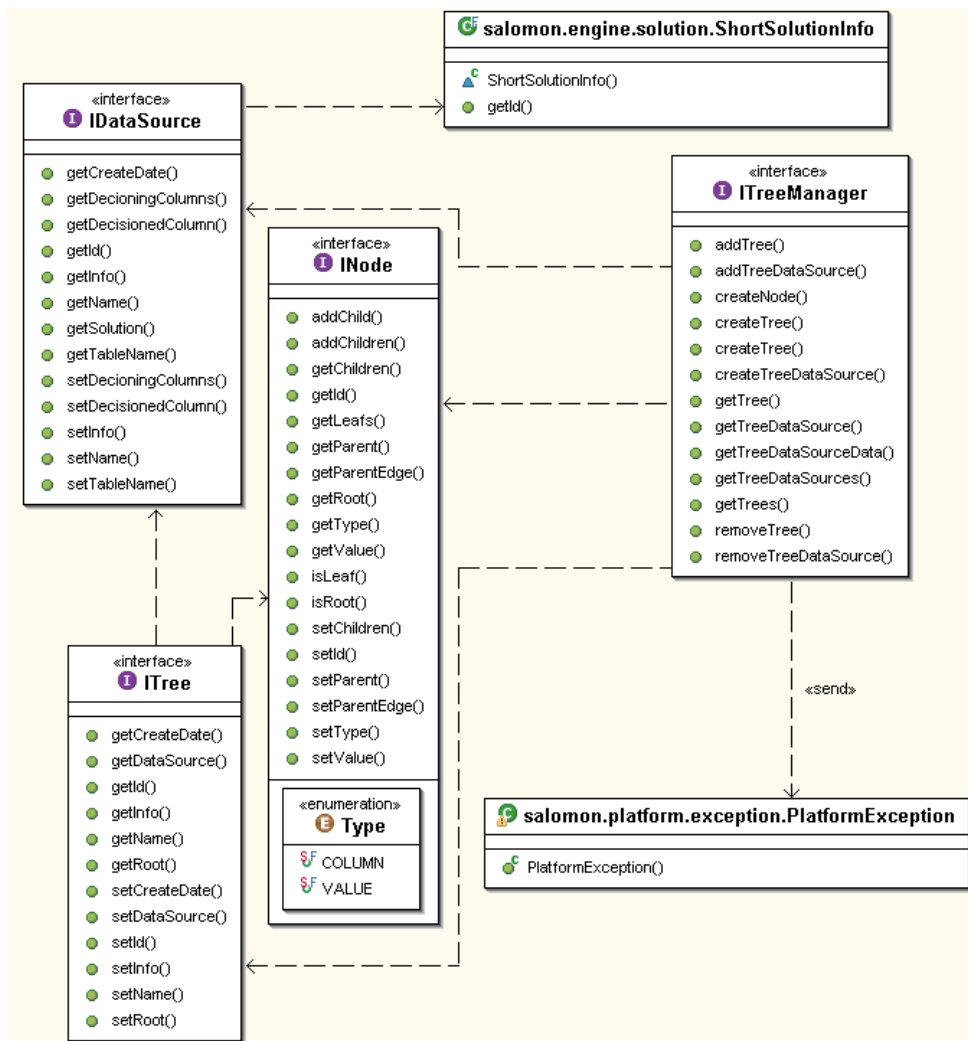 salomon.engine.solution.ShortSolutionInfo
ShortSolutionInfo()
getId()
«interface»
IDataSource
getCreateDate()
getDecioningColumns()
getDecisionedColumn()
getId()
getInfo()
getName()
getSolution()
getTableName()
setDecioningColumns()
setDecisionedColumn()
setInfo()
setName()
setTableName()
«interface»
INode
addChild()
addChildren()
getChildren()
getId()
getLeafs()
getParent()
getParentEdge()
getRoot()
getType()
getValue()
isLeaf()
isRoot()
setChildren()
setId()
setParent()
setParentEdge()
setType()
setValue()
«enumeration»
Type
COLUMN
VALUE
«interface»
ITreeManager
addTree()
addTreeDataSource()
createNode()
createTree()
createTree()
createTreeDataSource()
getTree()
getTreeDataSource()
getTreeDataSourceData()
getTreeDataSources()
getTrees()
removeTree()
removeTreeDataSource()
«interface»
ITree
getCreateDate()
getDataSource()
getId()
getInfo()
getName()
getRoot()
setCreateDate()
setDataSource()
setId()
setInfo()
setName()
setRoot()
«send»
salomon.platform.exception.PlatformException
PlatformException()